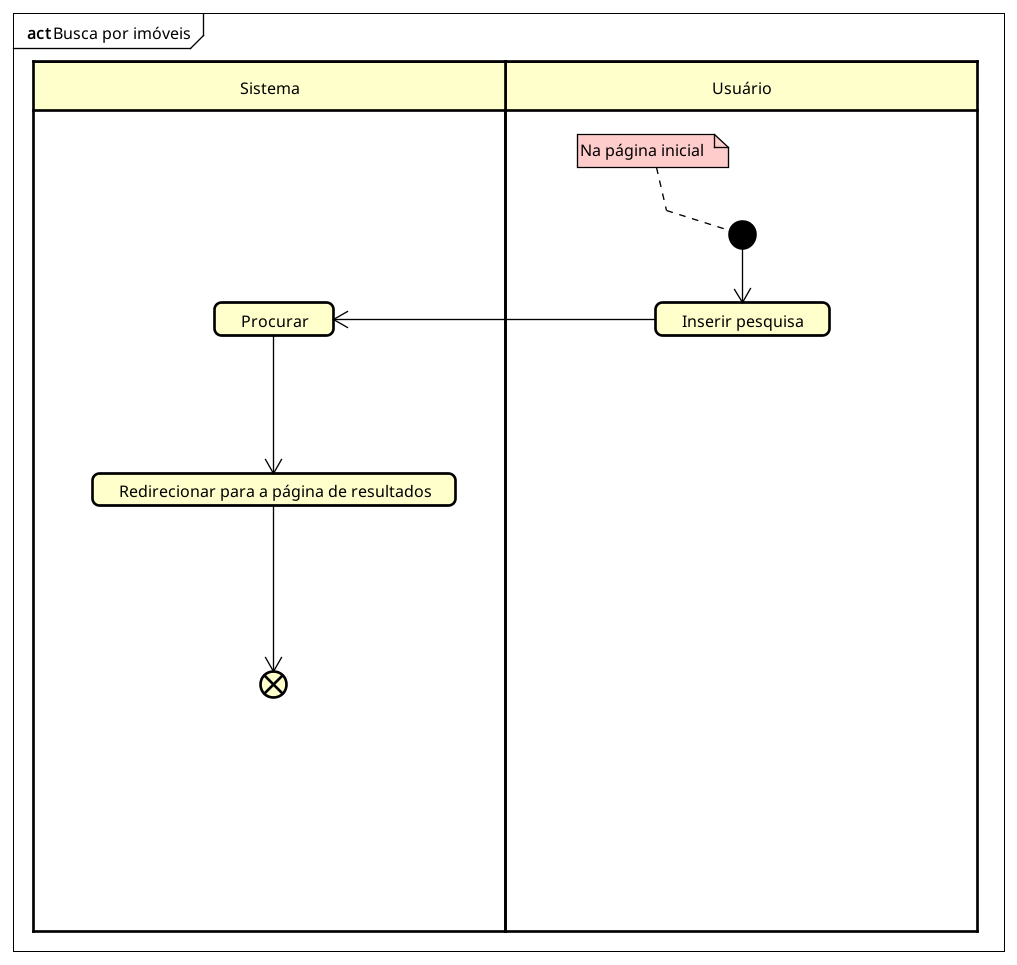 act Busca por imóveis
Sistema
Usuário
Na página inicial
Procurar
Inserir pesquisa
Redirecionar para a página de resultados